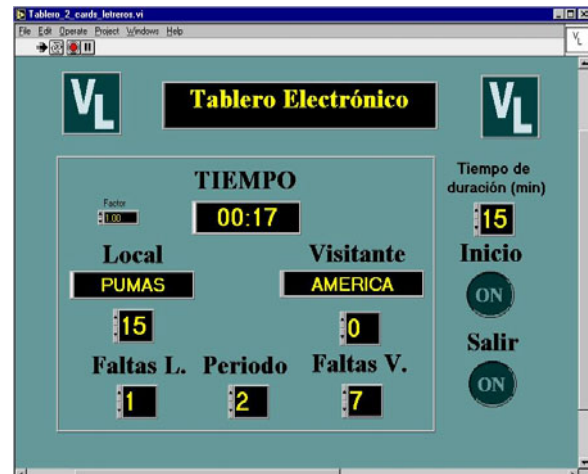 Tablero_2_cards_letreros.vi
File Edit Operate Project Windows Help
VL
VL
Tablero Electrónico
VL
TIEMPO
Factor
1.00
00:17
Tiempo de
duración (min)
15
Local
Visitante
Inicio
PUMAS
AMERICA
ON
15
0
Salir
Faltas L. Periodo Faltas V.
ON
1
2
7